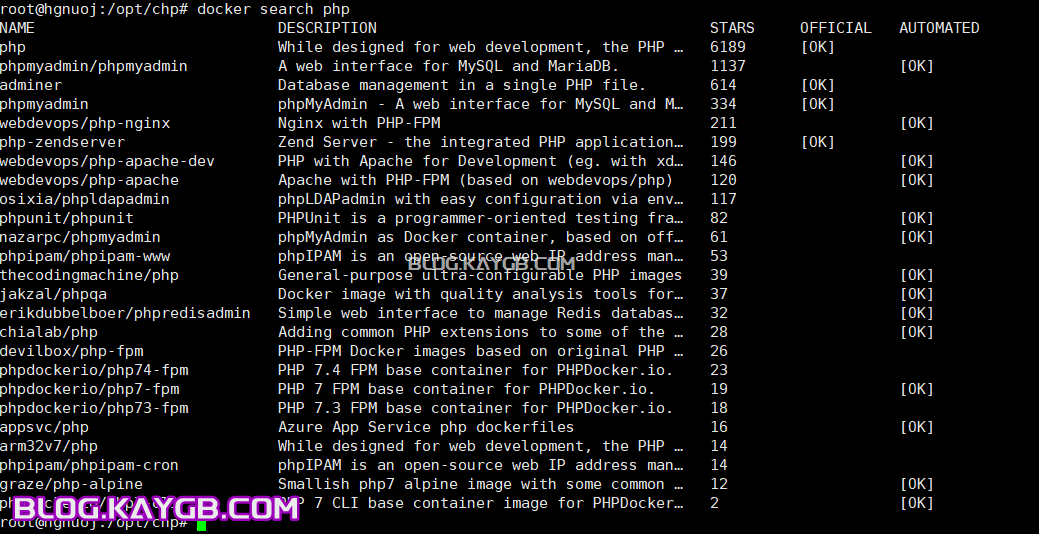 root@hgnuoj:/opt/chp# docker search php
NAME DESCRIPTION STARS OFFICIAL AUTOMATED
php While designed for web development, the PHP … 6189 [OK]
phpmyadmin/phpmyadmin A web interface for MySQL and MariaDB. 1137 [OK]
adminer Database management in a single PHP file. 614 [OK]
phpmyadmin phpMyAdmin - A web interface for MySQL and M… 334 [OK]
webdevops/php-nginx Nginx with PHP-FPM 211 [OK]
php-zendserver Zend Server - the integrated PHP application… 199 [OK]
webdevops/php-apache-dev PHP with Apache for Development (eg. with xd… 146 [OK]
webdevops/php-apache Apache with PHP-FPM (based on webdevops/php) 120 [OK]
osixia/phpldapadmin phpLDAPadmin with easy configuration via env… 117
phpunit/phpunit PHPUnit is a programmer-oriented testing fra… 82 [OK]
nazarpc/phpmyadmin phpMyAdmin as Docker container, based on off… 61 [OK]
phpipam/phpipam-www phpIPAM is an open-source web IP address man… 53
BLOG.KAYGB.COM
thecodingmachine/php General-purpose ultra-configurable PHP images 39 [OK]
jakzal/phpqa Docker image with quality analysis tools for… 37 [OK]
erikdubbelboer/phpredisadmin Simple web interface to manage Redis databas… 32 [OK]
chialab/php Adding common PHP extensions to some of the … 28 [OK]
devilbox/php-fpm PHP-FPM Docker images based on original PHP … 26
phpdockerio/php74-fpm PHP 7.4 FPM base container for PHPDocker.io. 23
phpdockerio/php7-fpm PHP 7 FPM base container for PHPDocker.io. 19 [OK]
phpdockerio/php73-fpm PHP 7.3 FPM base container for PHPDocker.io. 18
appsvc/php Azure App Service php dockerfiles 16 [OK]
arm32v7/php While designed for web development, the PHP … 14
phpipam/phpipam-cron phpIPAM is an open-source web IP address man… 14
graze/php-alpine Smallish php7 alpine image with some common … 12 [OK]
7 CLI base container image for PHPDocker… 2 [OK]
BLOG.KAYGB.COM
root@hgnuoj:/opt/chp#